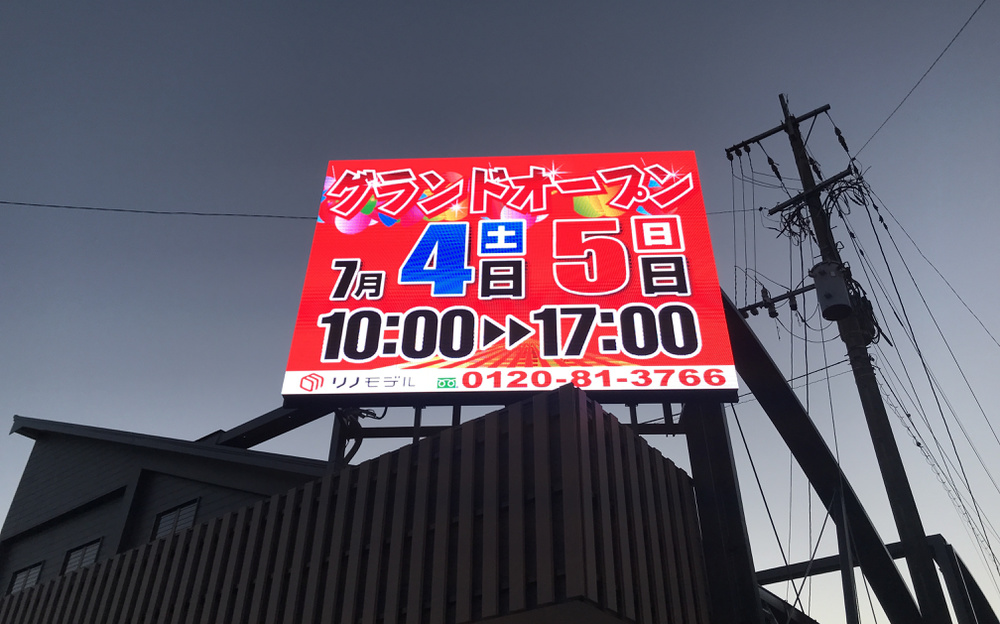 グランドオープン
7月4土日5日日
10:00▶▶17:00
リノモデル 0120-81-3766